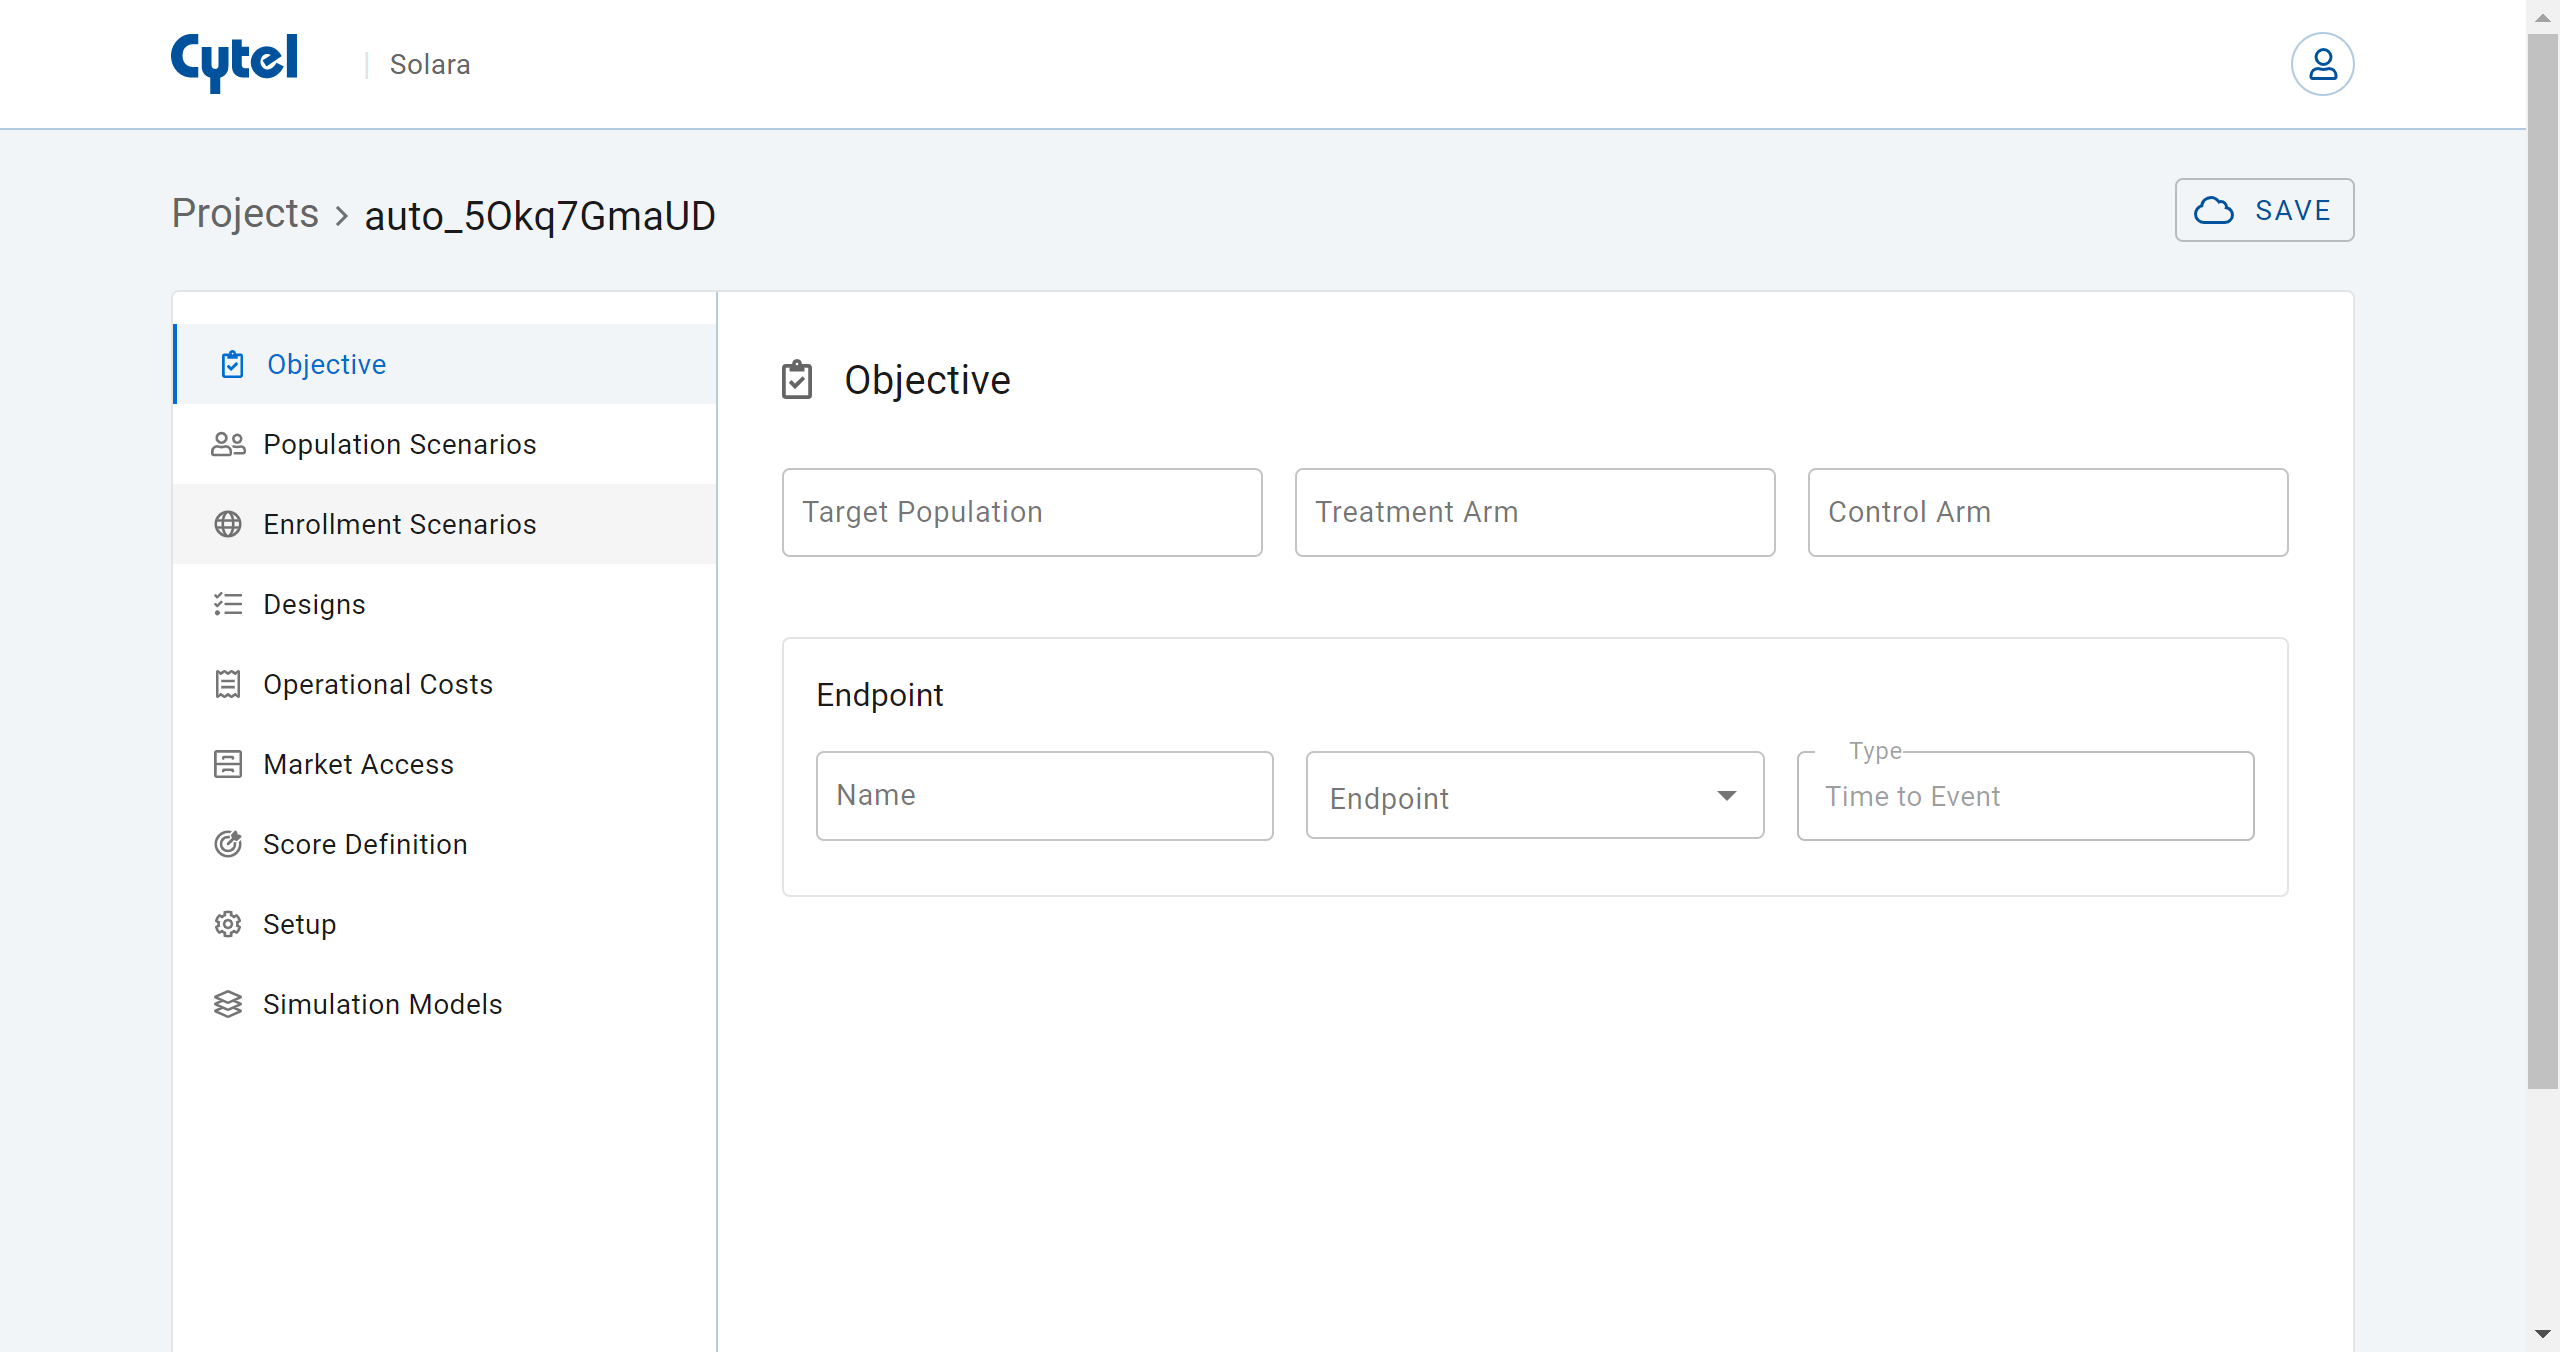 Cytel | Solara
Projects > auto_5Okq7GmaUD
SAVE
Objective
Population Scenarios
Enrollment Scenarios
Designs
Operational Costs
Market Access
Score Definition
Setup
Simulation Models
Objective
Target Population
Treatment Arm
Control Arm
Endpoint
Name
Endpoint
Type
Time to Event